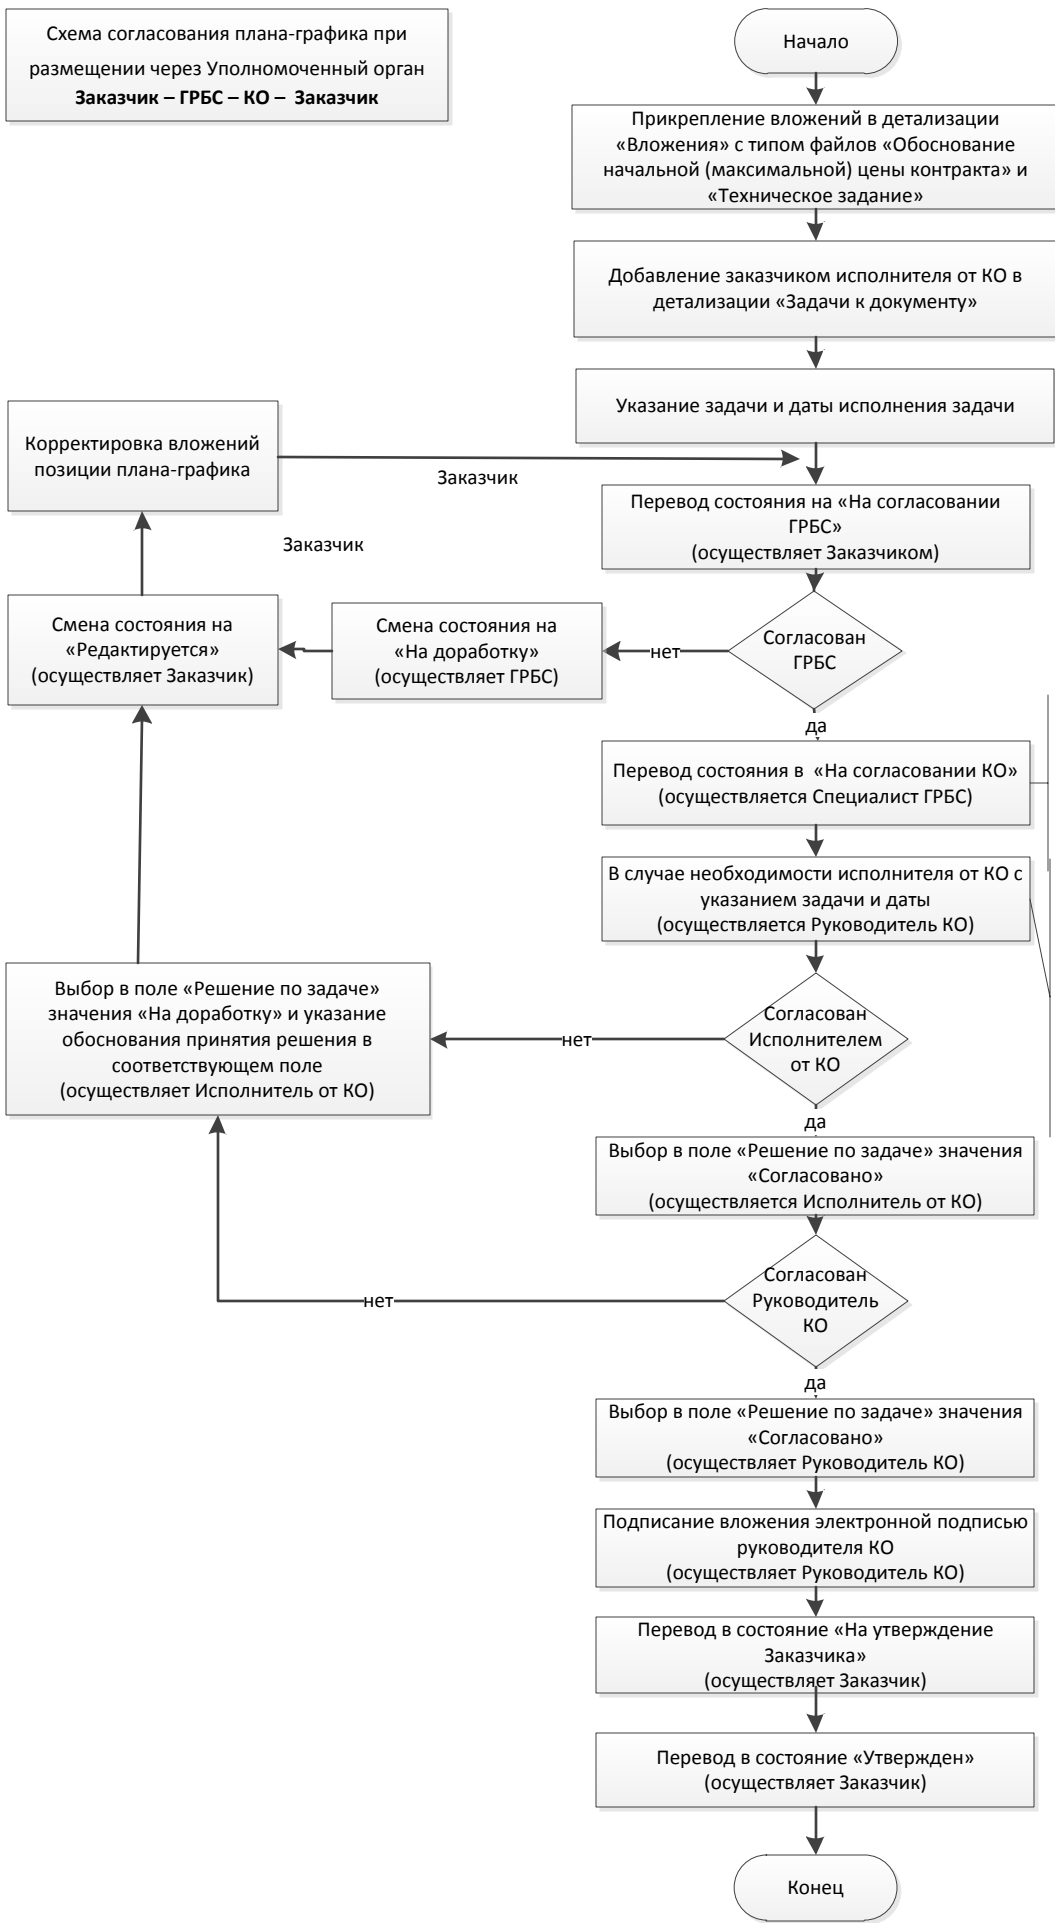 Схема согласования плана-графика при
размещении через Уполномоченный орган
Заказчик – ГРБС – КО – Заказчик
Начало
Прикрепление вложений в детализации
«Вложения» с типом файлов «Обоснование
начальной (максимальной) цены контракта» и
«Техническое задание»
Добавление заказчиком исполнителя от КО в
детализации «Задачи к документу»
Указание задачи и даты исполнения задачи
Корректировка вложений
позиции плана-графика
Заказчик
Перевод состояния на «На согласовании
ГРБС»
(осуществляет Заказчиком)
Заказчик
Смена состояния на
«Редактируется»
(осуществляет Заказчик)
Смена состояния на
«На доработку»
(осуществляет ГРБС)
нет
Согласован
ГРБС
да
Перевод состояния в «На согласовании КО»
(осуществляется Специалист ГРБС)
В случае необходимости исполнителя от КО с
указанием задачи и даты
(осуществляется Руководитель КО)
Выбор в поле «Решение по задаче»
значения «На доработку» и указание
обоснования принятия решения в
соответствующем поле
(осуществляет Исполнитель от КО)
нет
Согласован
Исполнителем
от КО
да
Выбор в поле «Решение по задаче» значения
«Согласовано»
(осуществляется Исполнитель от КО)
нет
Согласован
Руководитель
КО
да
Выбор в поле «Решение по задаче» значения
«Согласовано»
(осуществляет Руководитель КО)
Подписание вложения электронной подписью
руководителя КО
(осуществляет Руководитель КО)
Перевод в состояние «На утверждение
Заказчика»
(осуществляет Заказчик)
Перевод в состояние «Утвержден»
(осуществляет Заказчик)
Конец